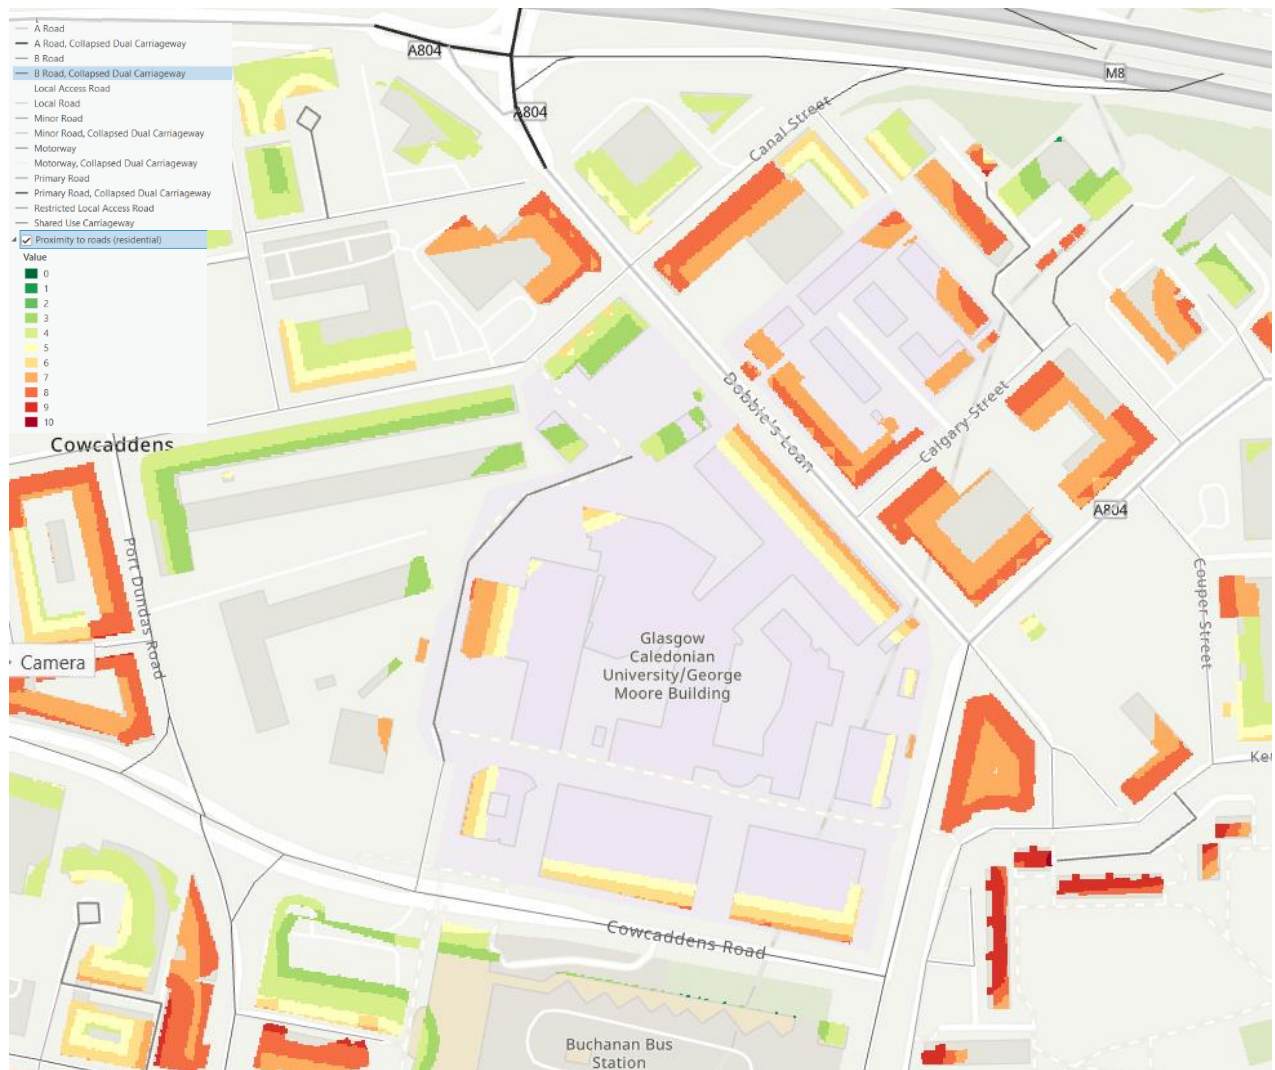 A Road
A Road, Collapsed Dual Carriageway
B Road
B Road, Collapsed Dual Carriageway
Local Access Road
Local Road
Minor Road
Minor Road, Collapsed Dual Carriageway
Motorway
Motorway, Collapsed Dual Carriageway
Primary Road
Primary Road, Collapsed Dual Carriageway
Restricted Local Access Road
Shared Use Carriageway
Proximity to roads (residential)
Value
0
1
2
3
4
5
6
7
8
9
10
A804
M8
A804
Canal Street
Dobbie's Loan
Calgary Street
Cowcaddens
A804
Port Dundas Road
Couper Street
Camera
Glasgow
Caledonian
University/George
Moore Building
Cowcaddens Road
Buchanan Bus
Station